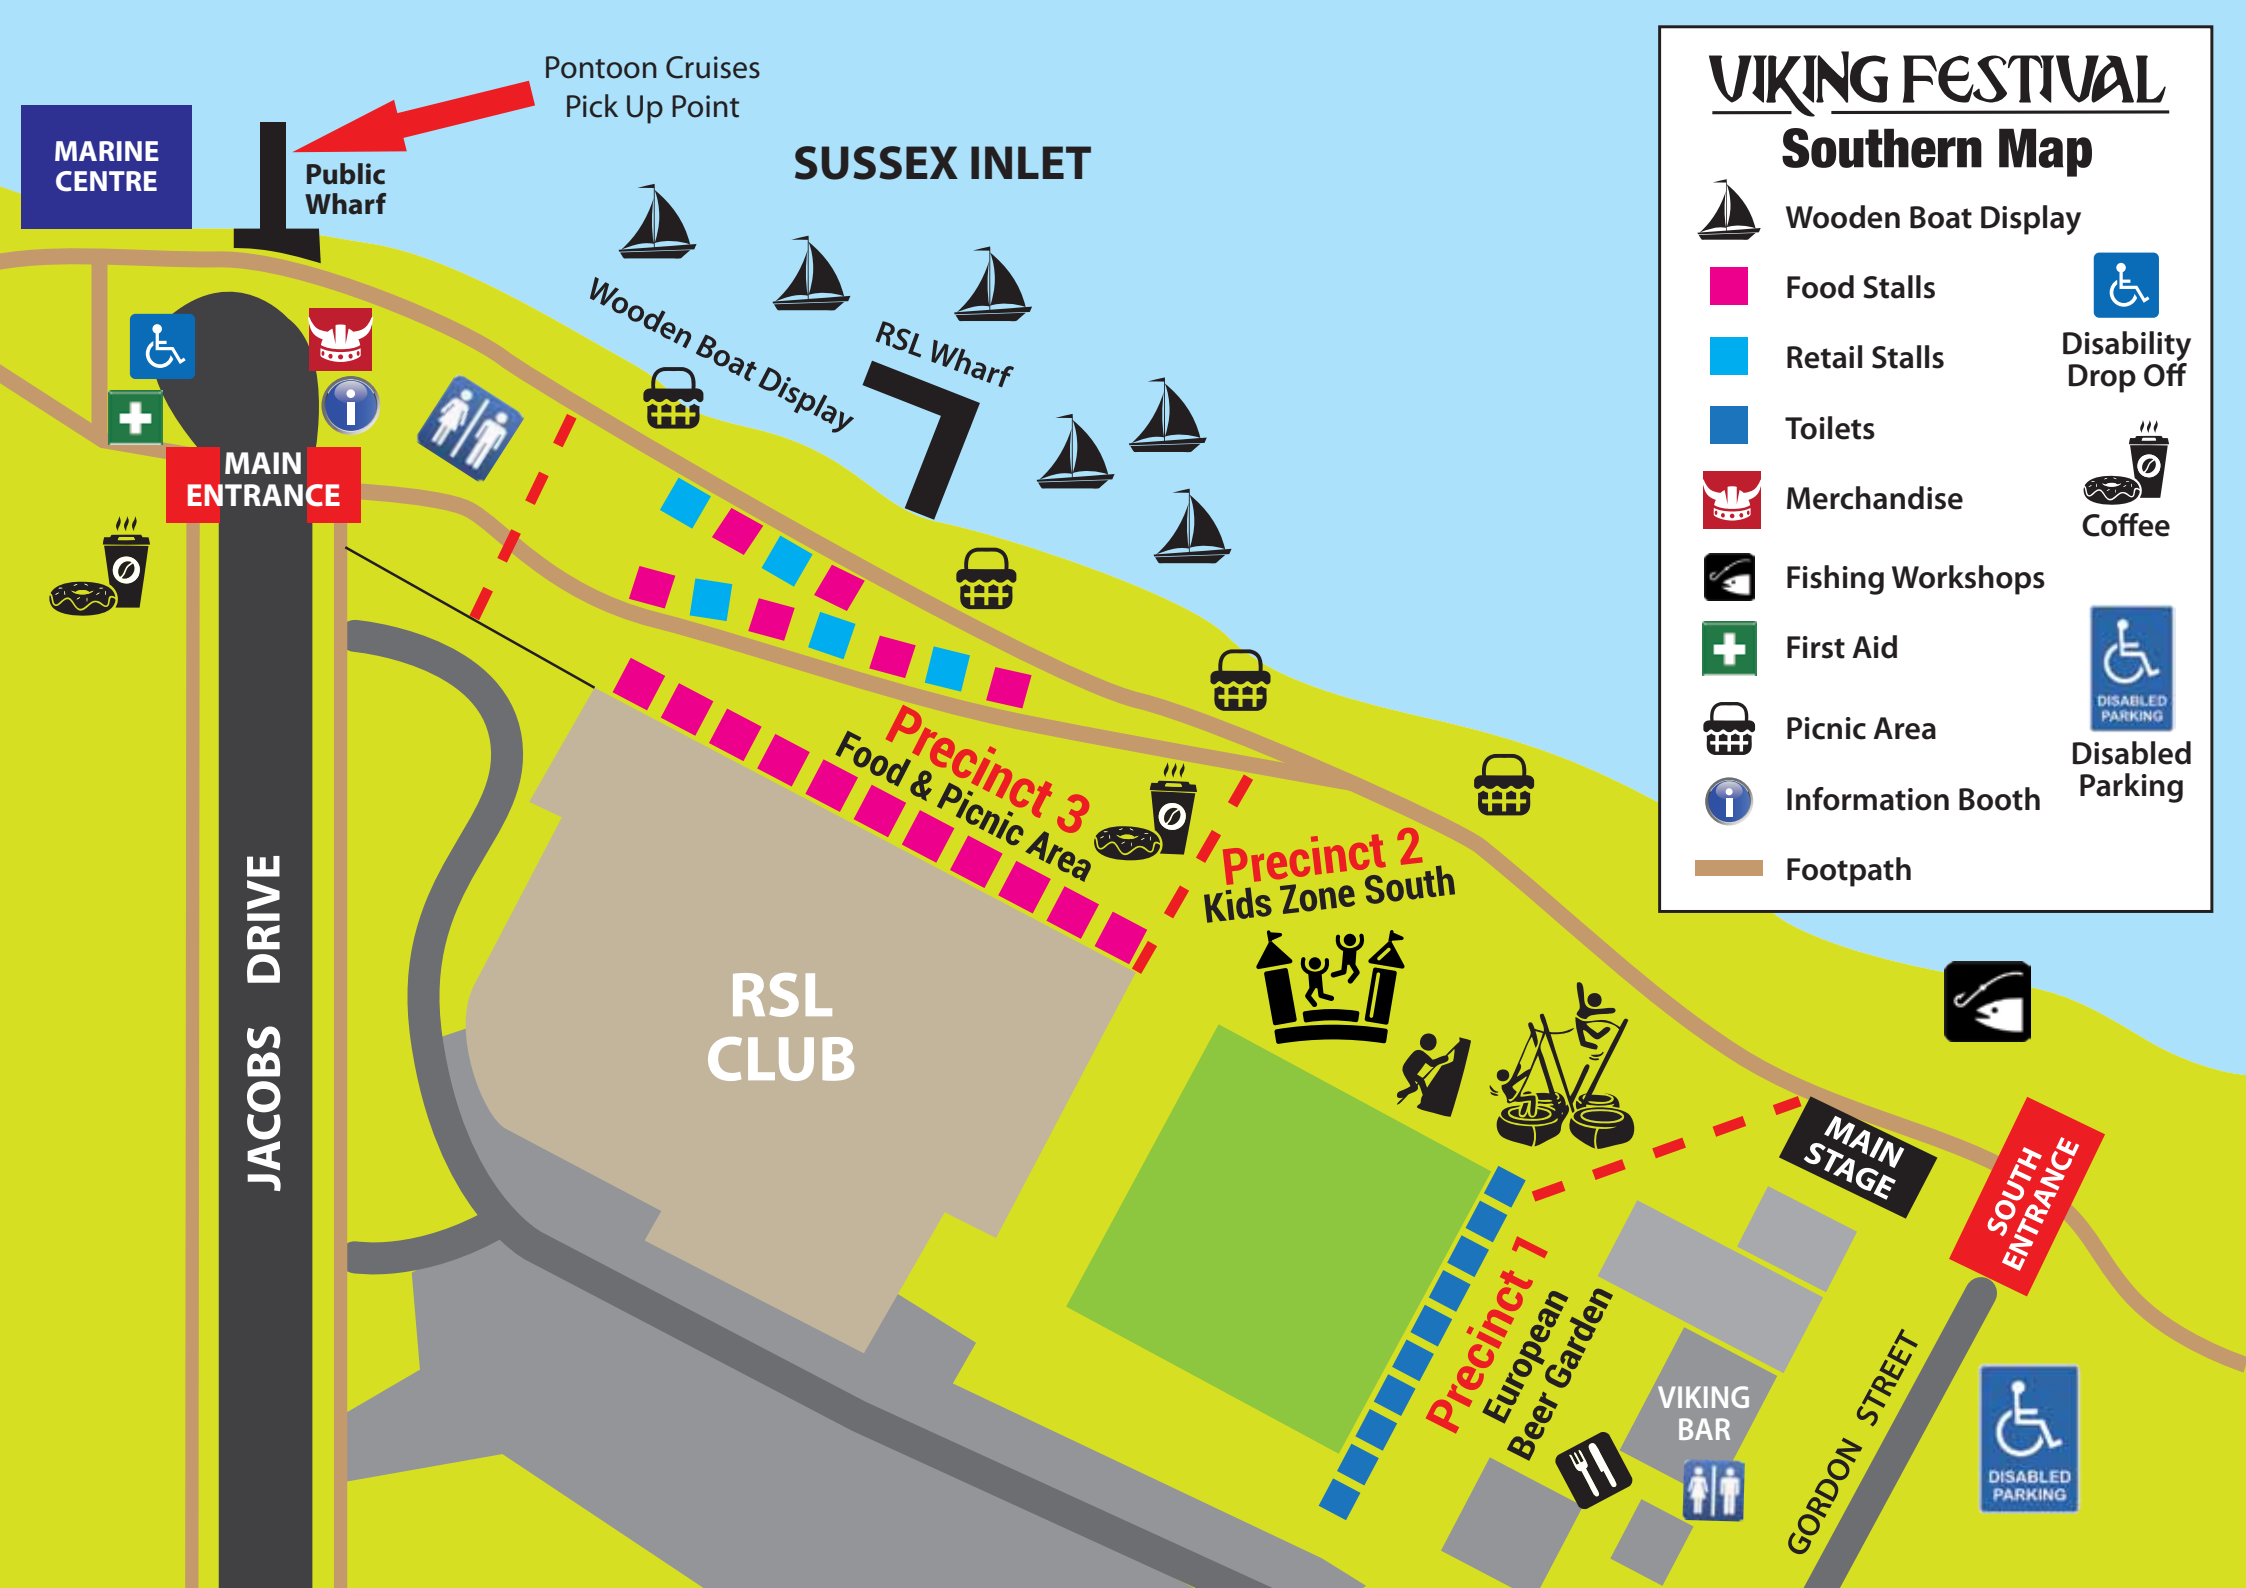 Pontoon Cruises
Pick Up Point
MARINE
CENTRE
Public
Wharf
SUSSEX INLET
Wooden Boat Display
RSL Wharf
MAIN
ENTRANCE
JACOBS DRIVE
Precinct 3
Food & Picnic Area
Precinct 2
Kids Zone South
RSL
CLUB
MAIN
STAGE
SOUTH
ENTRANCE
Precinct 1
European
Beer Garden
VIKING
BAR
GORDON STREET
DISABLED
PARKING
VIKING FESTIVAL
Southern Map
Wooden Boat Display
Food Stalls
Retail Stalls
Toilets
Merchandise
Fishing Workshops
First Aid
Picnic Area
Information Booth
Footpath
Disability
Drop Off
Coffee
DISABLED
PARKING
Disabled
Parking